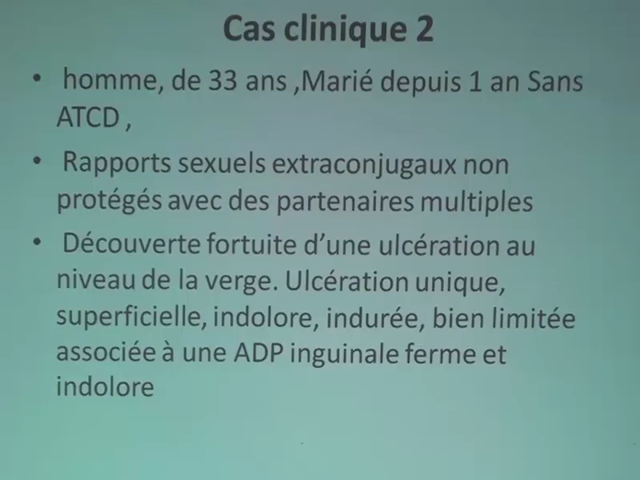 Cas clinique 2
• homme, de 33 ans ,Marié depuis 1 an Sans
ATCD ,
• Rapports sexuels extraconjugaux non
protégés avec des partenaires multiples
• Découverte fortuite d’une ulcération au
niveau de la verge. Ulcération unique,
superficielle, indolore, indurée, bien limitée
associée à une ADP inguinale ferme et
indolore